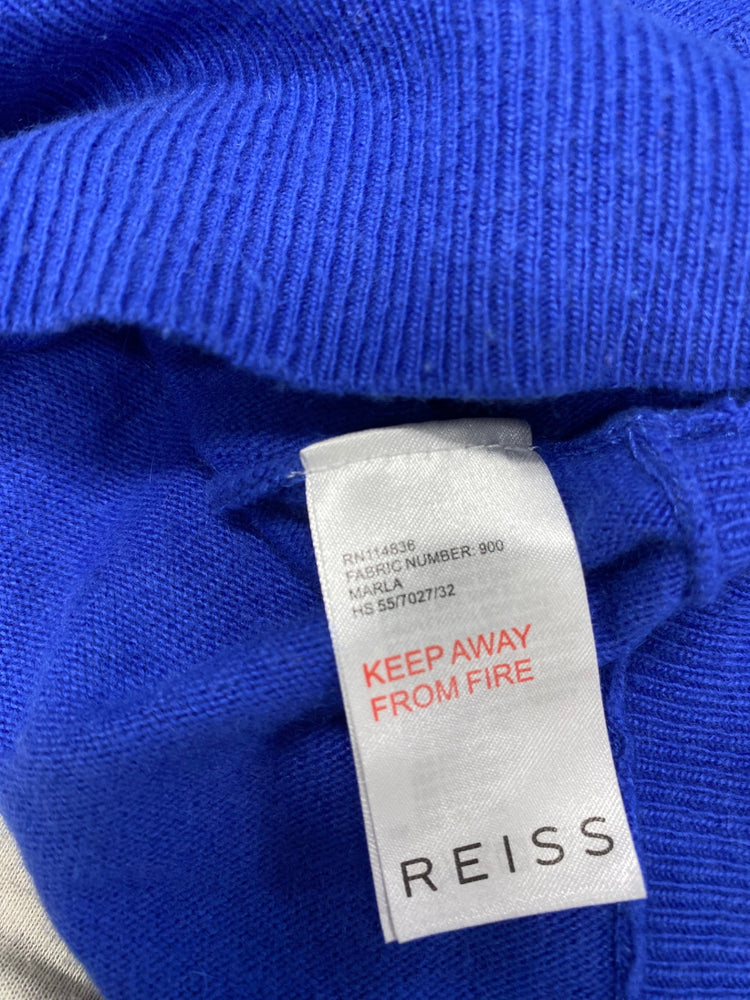 RN114836
FABRIC NUMBER: 900
MARLA
HS 55/7027/32
KEEP AWAY
FROM FIRE
REISS